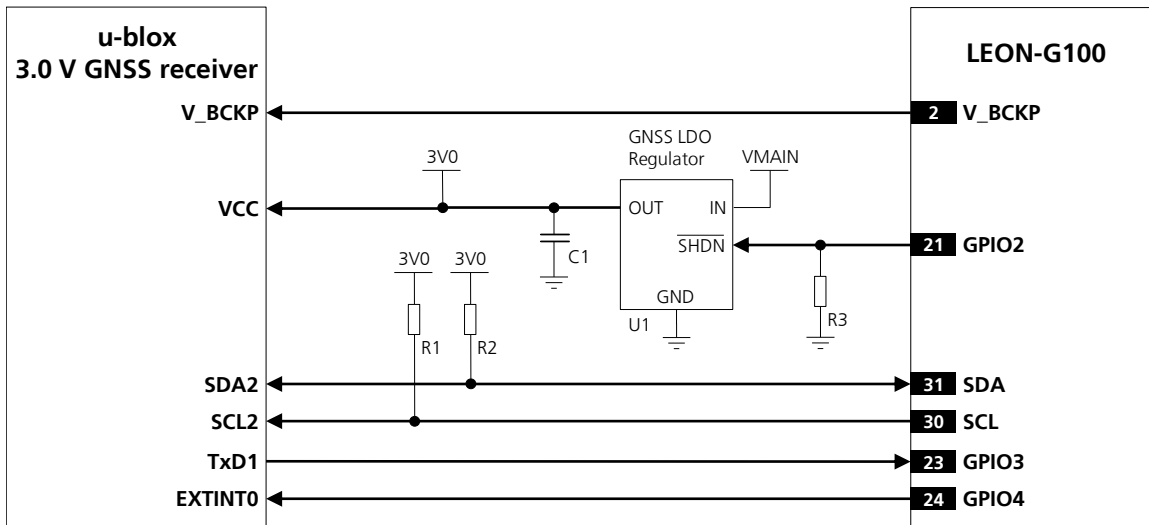 u-blox
3.0 V GNSS receiver
LEON-G100
V_BCKP
2 V_BCKP
GNSS LDO
Regulator
VMAIN
3V0
VCC
OUT IN
21 GPIO2
SHDN
C1
3V0 3V0
GND
R3
U1
R1 R2
SDA2
31 SDA
SCL2
30 SCL
TxD1
23 GPIO3
EXTINT0
24 GPIO4